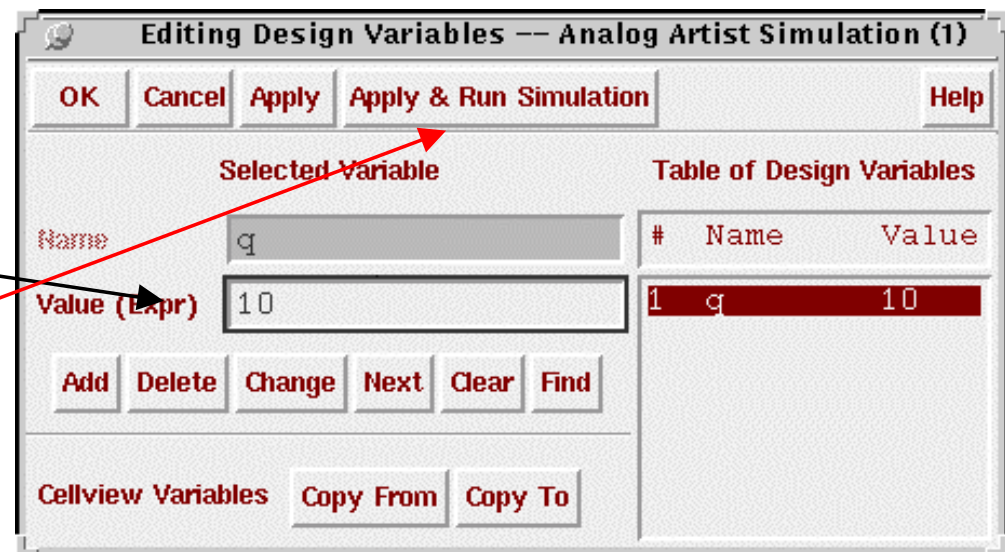 Editing Design Variables -- Analog Artist Simulation (1)
OK Cancel Apply Apply & Run Simulation Help
Selected Variable
Table of Design Variables
Name q
# Name Value
Value (Expr) 10
1 q 10
Add Delete Change Next Clear Find
Cellview Variables Copy From Copy To